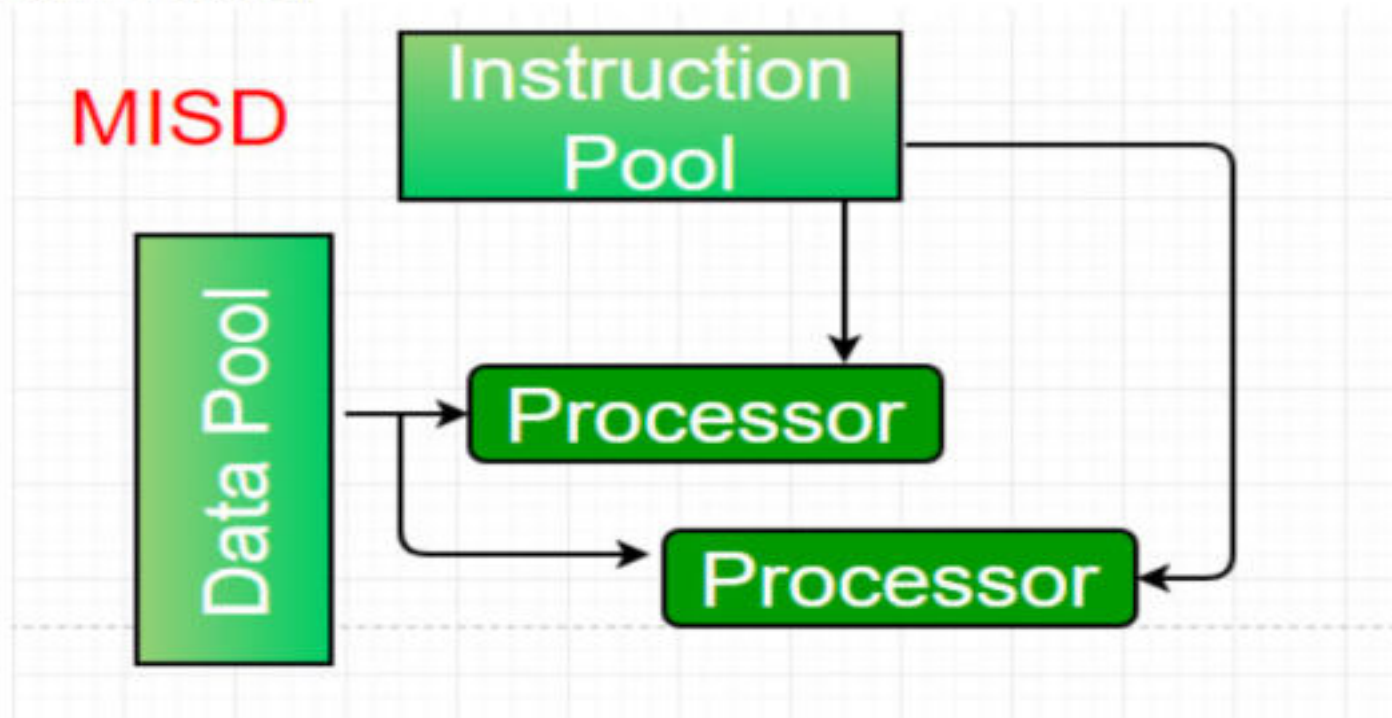 MISD
Instruction
Pool
Data Pool
Processor
Processor